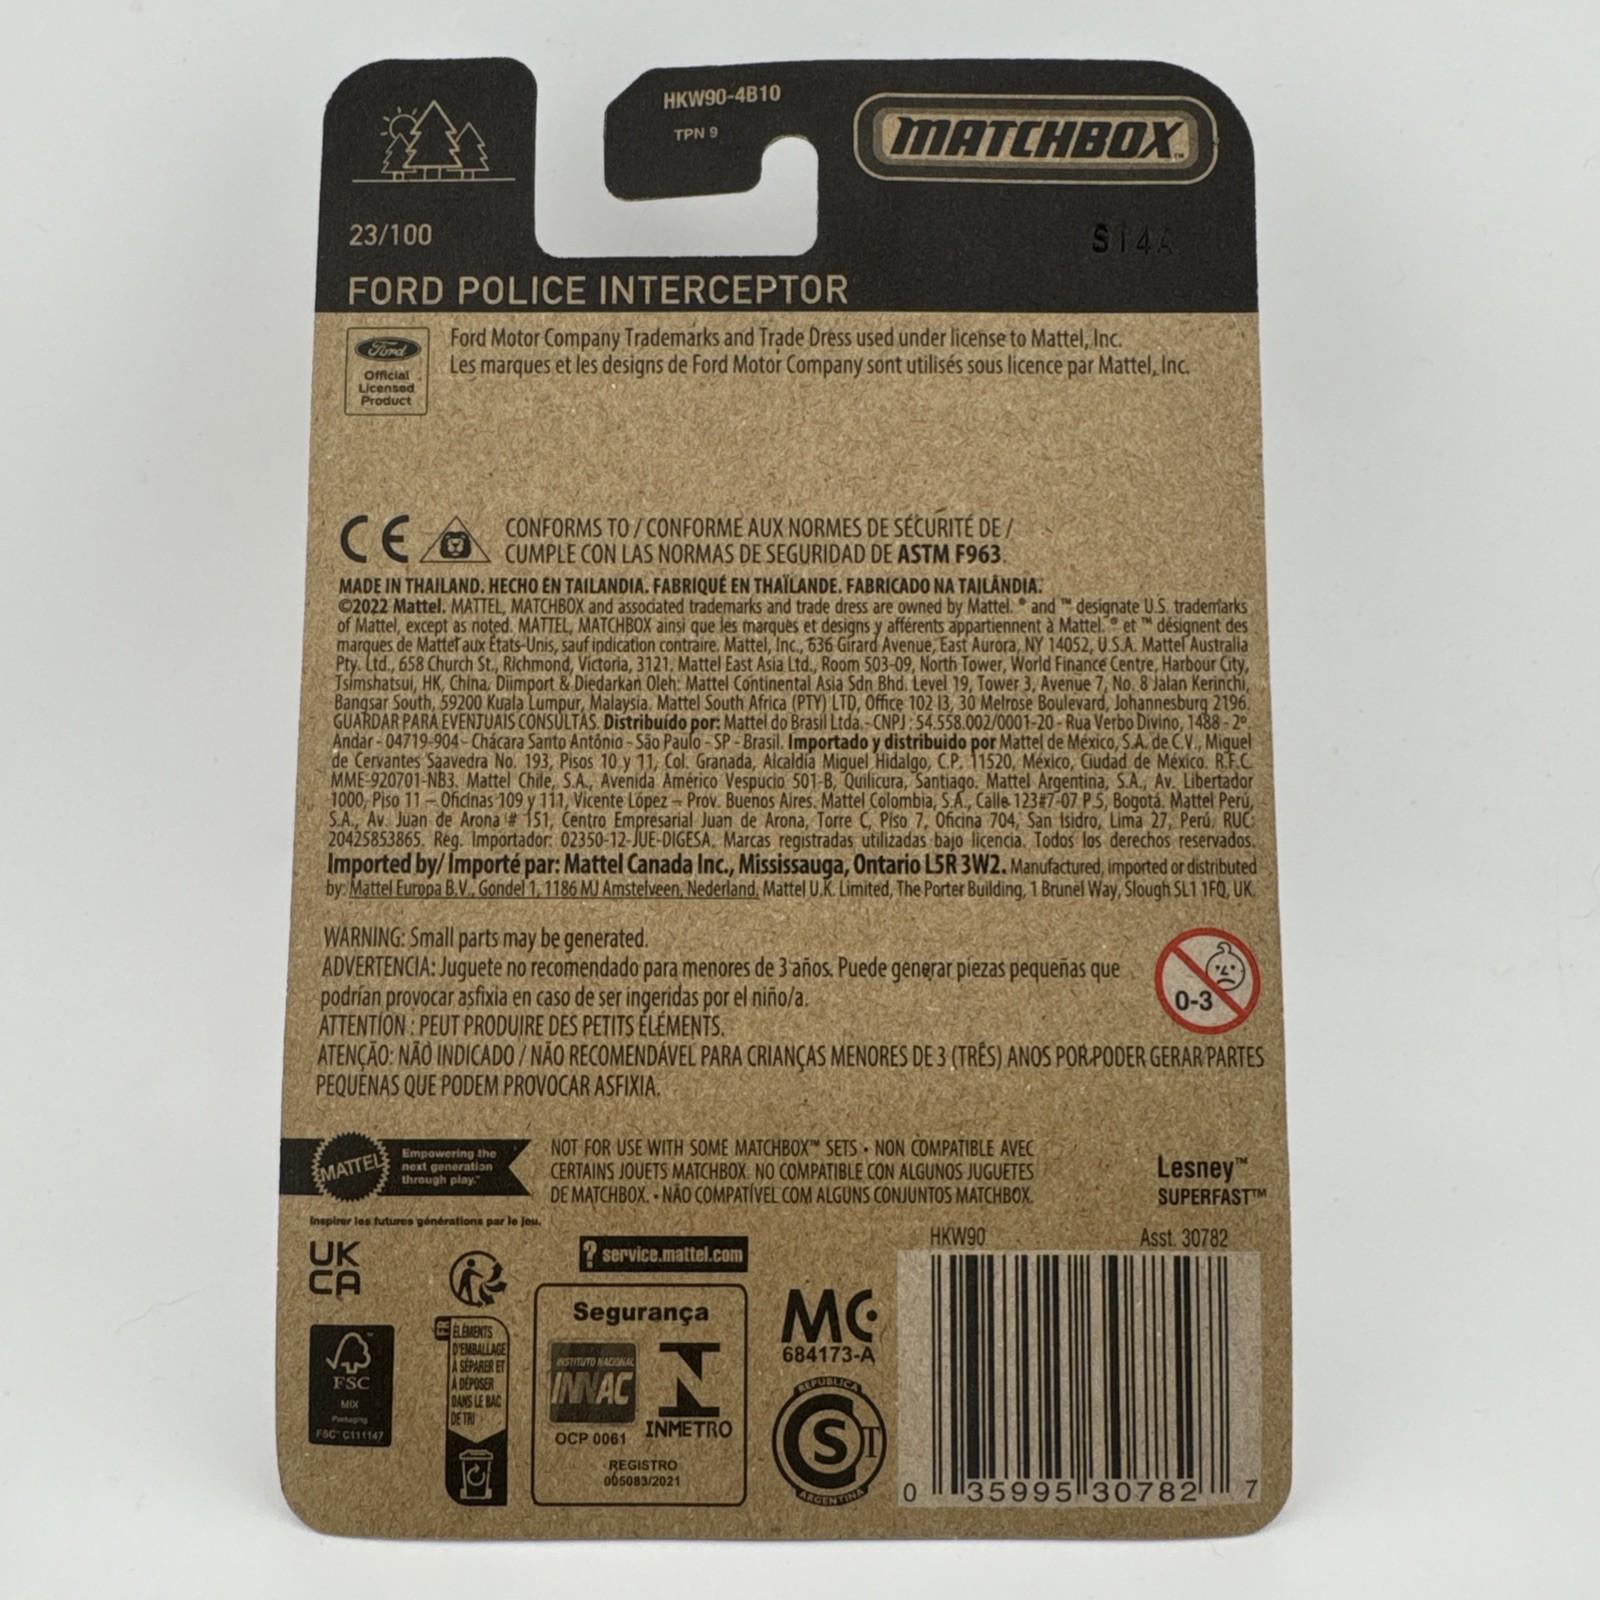 HKW90-4B10
TPN 9
MATCHBOX™
23/100
S14A
FORD POLICE INTERCEPTOR
Ford
Official
Licensed
Product
Ford Motor Company Trademarks and Trade Dress used under license to Mattel, Inc.
Les marques et les designs de Ford Motor Company sont utilisés sous licence par Mattel, Inc.
CE
CONFORMS TO / CONFORME AUX NORMES DE SÉCURITÉ DE /
CUMPLE CON LAS NORMAS DE SEGURIDAD DE ASTM F963.
MADE IN THAILAND. HECHO EN TAILANDIA. FABRIQUÉ EN THAÏLANDE. FABRICADO NA TAILÂNDIA.
©2022 Mattel. MATTEL, MATCHBOX and associated trademarks and trade dress are owned by Mattel. ® and ™ designate U.S. trademarks
of Mattel, except as noted. MATTEL, MATCHBOX ainsi que les marques et designs y afférents appartiennent à Mattel. ® et ™ désignent des
marques de Mattel aux États-Unis, sauf indication contraire. Mattel, Inc., 636 Girard Avenue, East Aurora, NY 14052, U.S.A. Mattel Australia
Pty. Ltd., 658 Church St., Richmond, Victoria, 3121. Mattel East Asia Ltd., Room 503-09, North Tower, World Finance Centre, Harbour City,
Tsimshatsui, HK, China. Diimport & Diedarkan Oleh: Mattel Continental Asia Sdn Bhd. Level 19, Tower 3, Avenue 7, No. 8 Jalan Kerinchi,
Bangsar South, 59200 Kuala Lumpur, Malaysia. Mattel South Africa (PTY) LTD, Office 102 I3, 30 Melrose Boulevard, Johannesburg 2196.
GUARDAR PARA EVENTUAIS CONSULTAS. Distribuído por: Mattel do Brasil Ltda.- CNPJ : 54.558.002/0001-20 - Rua Verbo Divino, 1488 - 2º.
Andar - 04719-904 - Chácara Santo Antônio - São Paulo - SP - Brasil. Importado y distribuido por Mattel de México, S.A. de C.V., Miguel
de Cervantes Saavedra No. 193, Pisos 10 y 11, Col. Granada, Alcaldía Miguel Hidalgo, C.P. 11520, México, Ciudad de México. R.F.C.
MME-920701-NB3. Mattel Chile, S.A., Avenida Américo Vespucio 501-B, Quilicura, Santiago. Mattel Argentina, S.A., Av. Libertador
1000, Piso 11 – Oficinas 109 y 111, Vicente López – Prov. Buenos Aires. Mattel Colombia, S.A., Calle 123#7-07 P.5, Bogotá. Mattel Perú,
S.A., Av. Juan de Arona # 151, Centro Empresarial Juan de Arona, Torre C, Piso 7, Oficina 704, San Isidro, Lima 27, Perú. RUC:
20425853865. Reg. Importador: 02350-12-JUE-DIGESA. Marcas registradas utilizadas bajo licencia. Todos los derechos reservados.
Imported by/ Importé par: Mattel Canada Inc., Mississauga, Ontario L5R 3W2. Manufactured, imported or distributed
by: Mattel Europa B.V., Gondel 1, 1186 MJ Amstelveen, Nederland. Mattel U.K. Limited, The Porter Building, 1 Brunel Way, Slough SL1 1FQ, UK.
WARNING: Small parts may be generated.
ADVERTENCIA: Juguete no recomendado para menores de 3 años. Puede generar piezas pequeñas que
podrían provocar asfixia en caso de ser ingeridas por el niño/a.
ATTENTION : PEUT PRODUIRE DES PETITS ÉLÉMENTS.
ATENÇÃO: NÃO INDICADO / NÃO RECOMENDÁVEL PARA CRIANÇAS MENORES DE 3 (TRÊS) ANOS POR PODER GERAR PARTES
PEQUENAS QUE PODEM PROVOCAR ASFIXIA.
0-3
MATTEL
Empowering the
next generation
through play.™
Inspirer les futures générations par le jeu.
NOT FOR USE WITH SOME MATCHBOX™ SETS • NON COMPATIBLE AVEC
CERTAINS JOUETS MATCHBOX. NO COMPATIBLE CON ALGUNOS JUGUETES
DE MATCHBOX. • NÃO COMPATÍVEL COM ALGUNS CONJUNTOS MATCHBOX.
Lesney™
SUPERFAST™
UK
CA
FSC
MIX
Packaging
FSC™ C111147
FR
ÉLÉMENTS
D'EMBALLAGE
À SÉPARER ET
À DÉPOSER
DANS LE BAC
DE TRI
? service.mattel.com
Segurança
INSTITUTO NACIONAL
INNAC
OCP 0061
INMETRO
REGISTRO
005083/2021
MC
684173-A
REPUBLICA
CST
ARGENTINA
HKW90
Asst. 30782
0 35995 30782 7